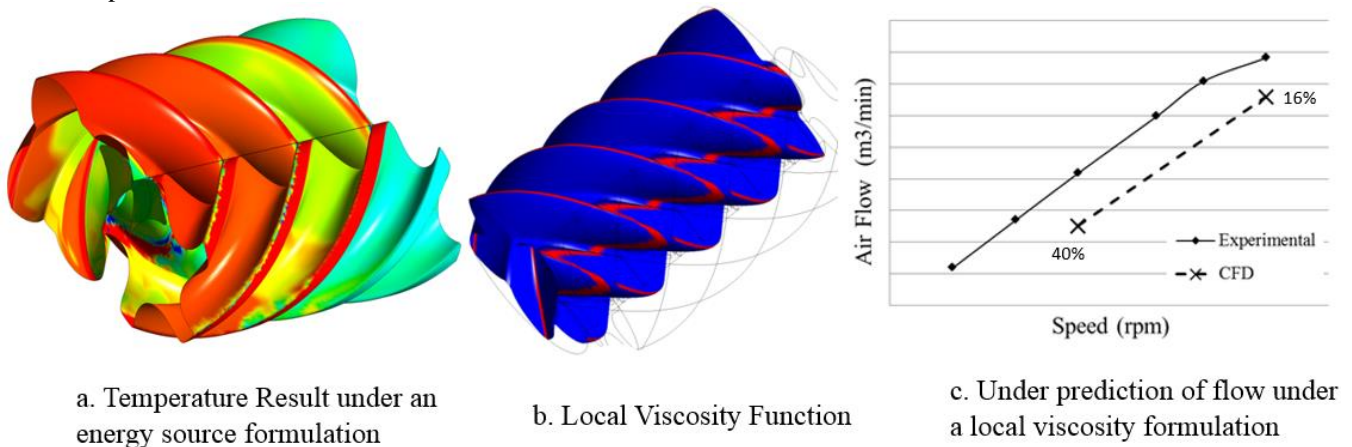 Air Flow (m3/min)
16%
40%
Experimental
CFD
Speed (rpm)
a. Temperature Result under an
energy source formulation
b. Local Viscosity Function
c. Under prediction of flow under
a local viscosity formulation